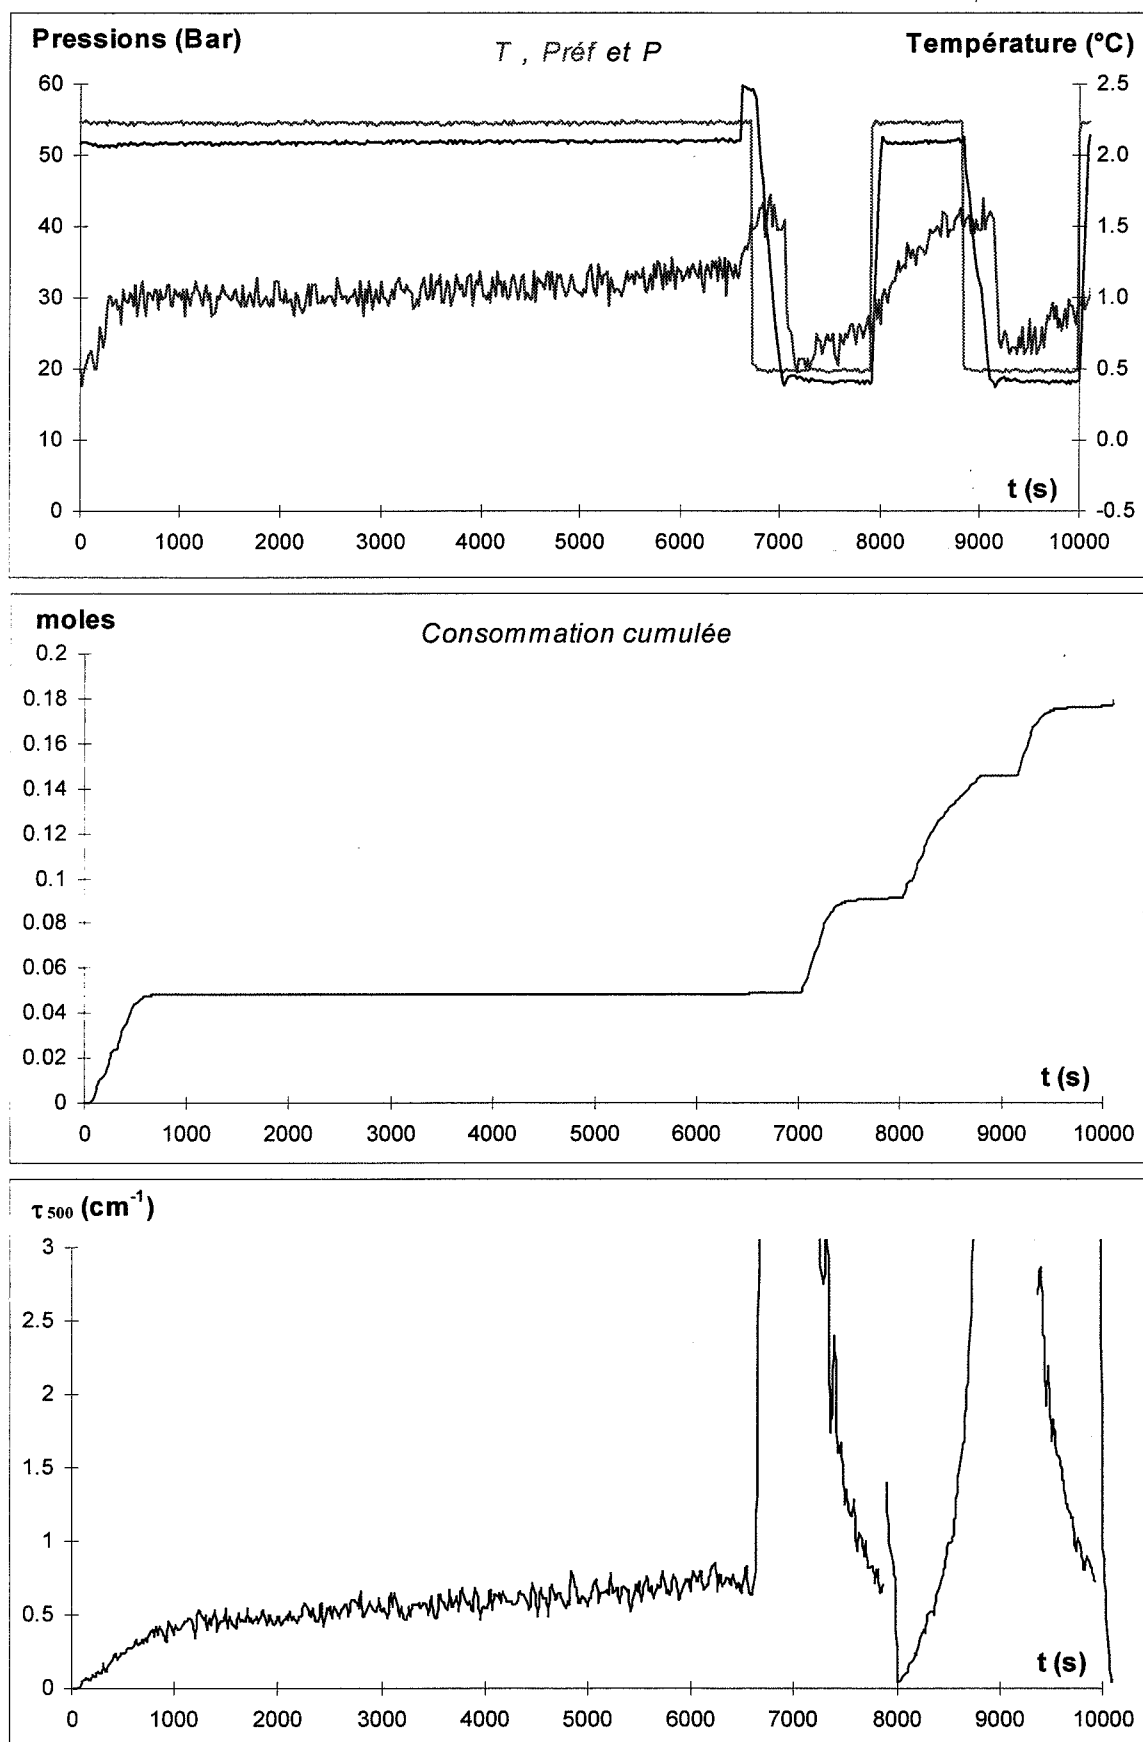 Pressions (Bar)
T , Préf et P
Température (°C)
60
50
40
30
20
10
0
2.5
2.0
1.5
1.0
0.5
0.0
-0.5
t (s)
0 1000 2000 3000 4000 5000 6000 7000 8000 9000 10000
moles
Consommation cumulée
0.2
0.18
0.16
0.14
0.12
0.1
0.08
0.06
0.04
0.02
0
t (s)
0 1000 2000 3000 4000 5000 6000 7000 8000 9000 10000
τ 500 (cm-1)
3
2.5
2
1.5
1
0.5
0
t (s)
0 1000 2000 3000 4000 5000 6000 7000 8000 9000 10000